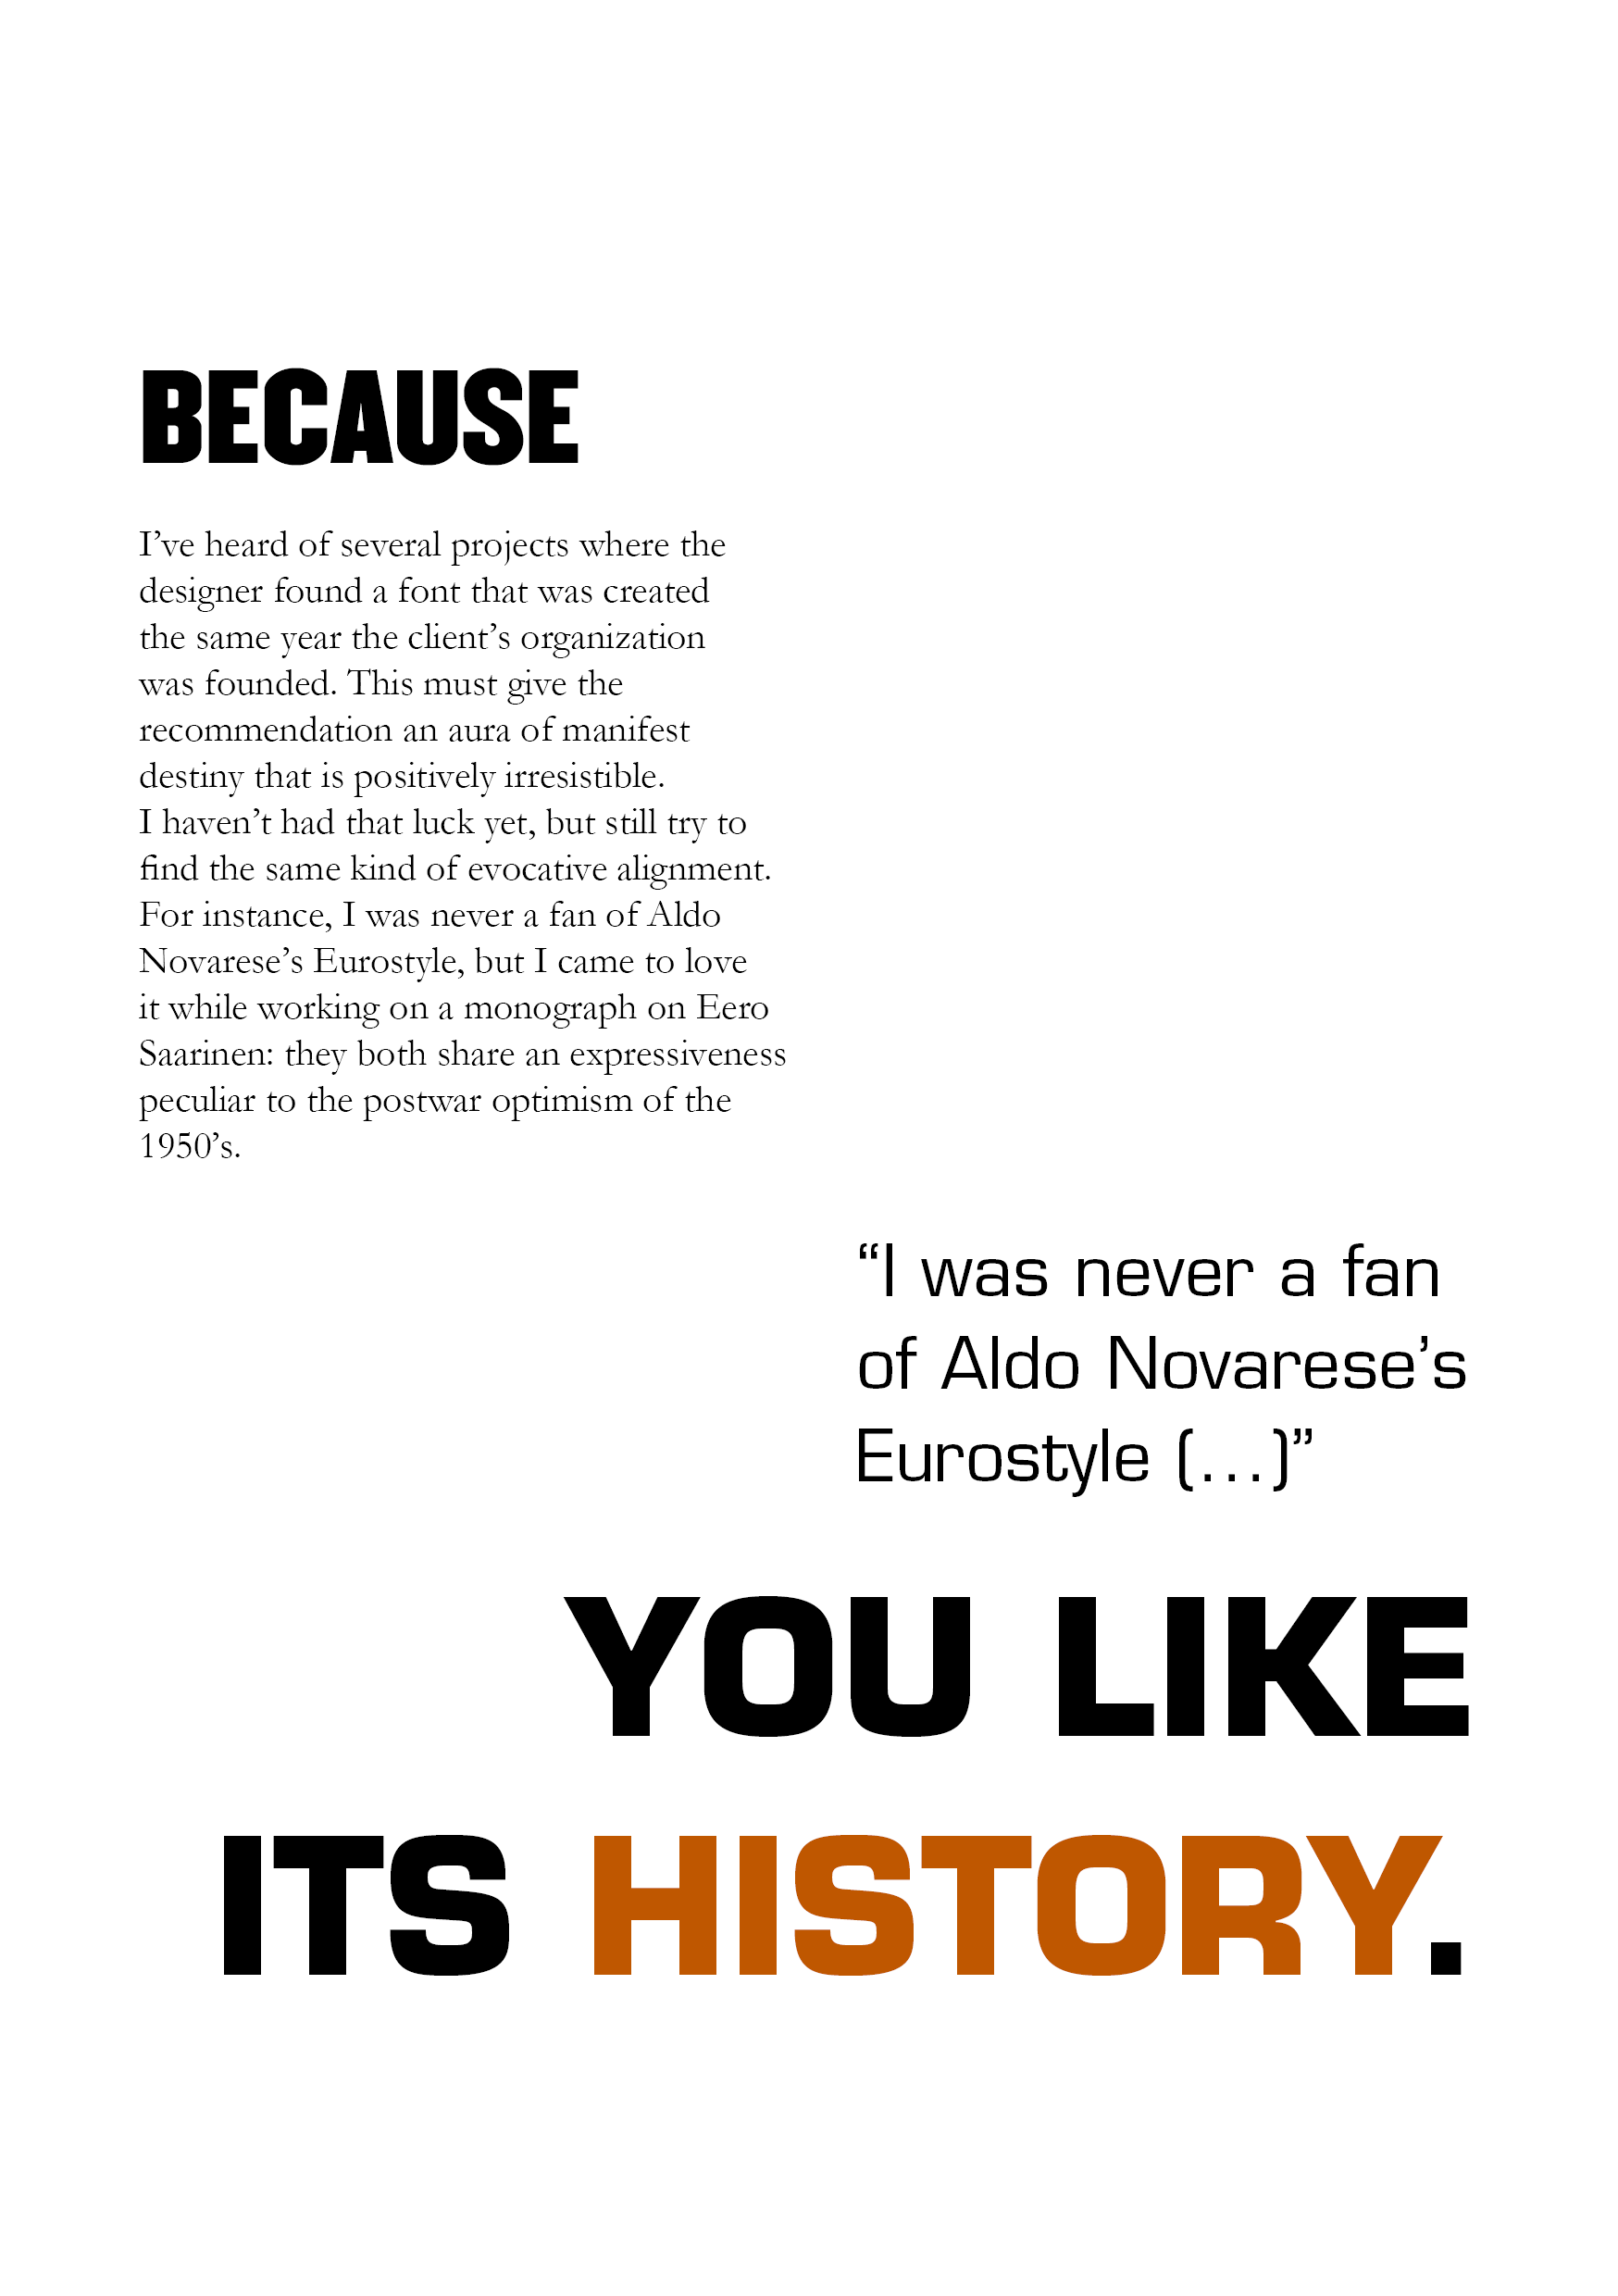 BECAUSE
I’ve heard of several projects where the
designer found a font that was created
the same year the client’s organization
was founded. This must give the
recommendation an aura of manifest
destiny that is positively irresistible.
I haven’t had that luck yet, but still try to
find the same kind of evocative alignment.
For instance, I was never a fan of Aldo
Novarese’s Eurostyle, but I came to love
it while working on a monograph on Eero
Saarinen: they both share an expressiveness
peculiar to the postwar optimism of the
1950’s.
“I was never a fan
of Aldo Novarese’s
Eurostyle (…)”
YOU LIKE
ITS HISTORY.